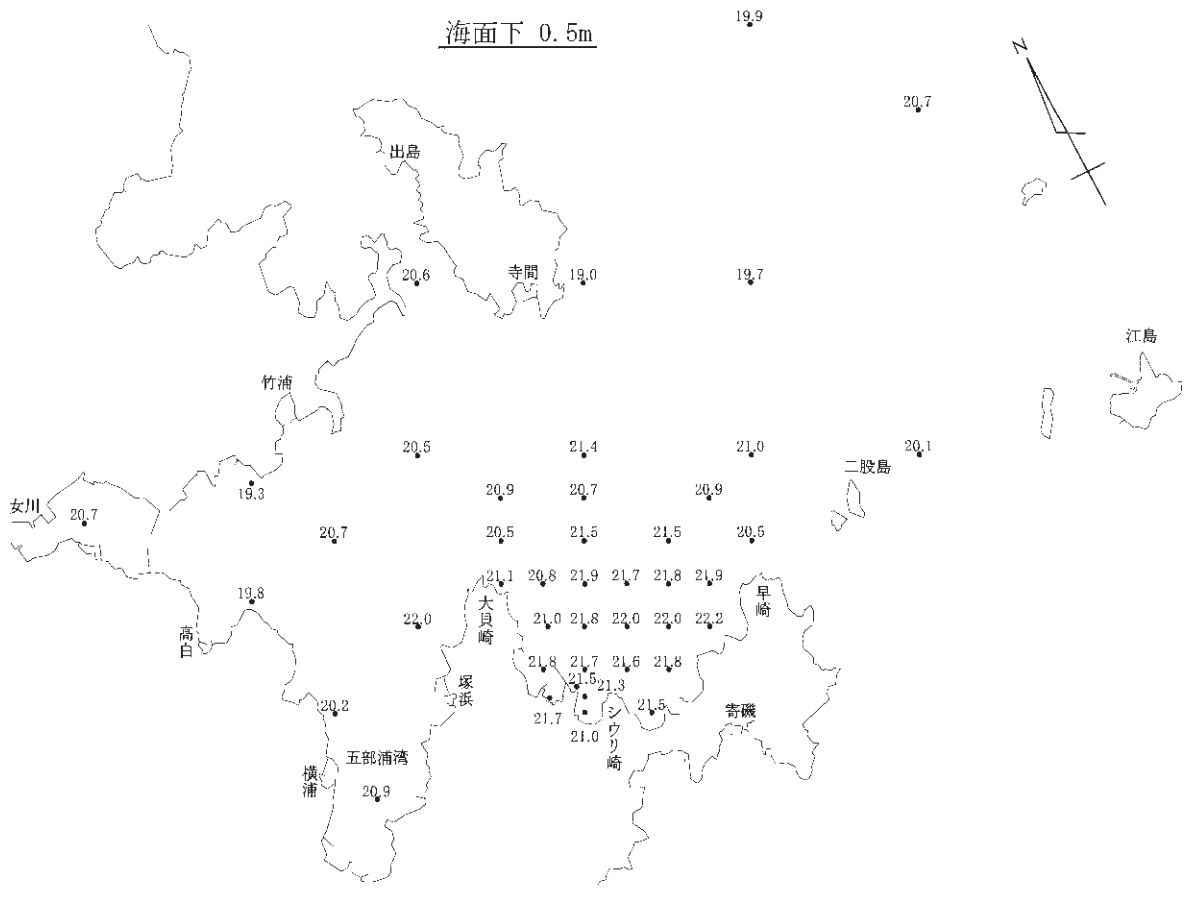 海面下 0.5m
19.9
N
20.7
出島
寺間
20.6
19.0
19.7
江島
竹浦
20.5
21.4
21.0
20.1
二股島
19.3
20.9
20.7
20.9
女川
20.7
20.7
20.5
21.5
21.5
20.5
21.1
20.8
21.9
21.7
21.8
21.9
早崎
大貝崎
19.8
22.0
21.0
21.8
22.0
22.0
22.2
高白
21.8
21.7
21.6
21.8
塚浜
21.5
21.3
20.2
21.7
21.0
シウリ崎
21.5
寄磯
五部浦湾
横浦
20.9